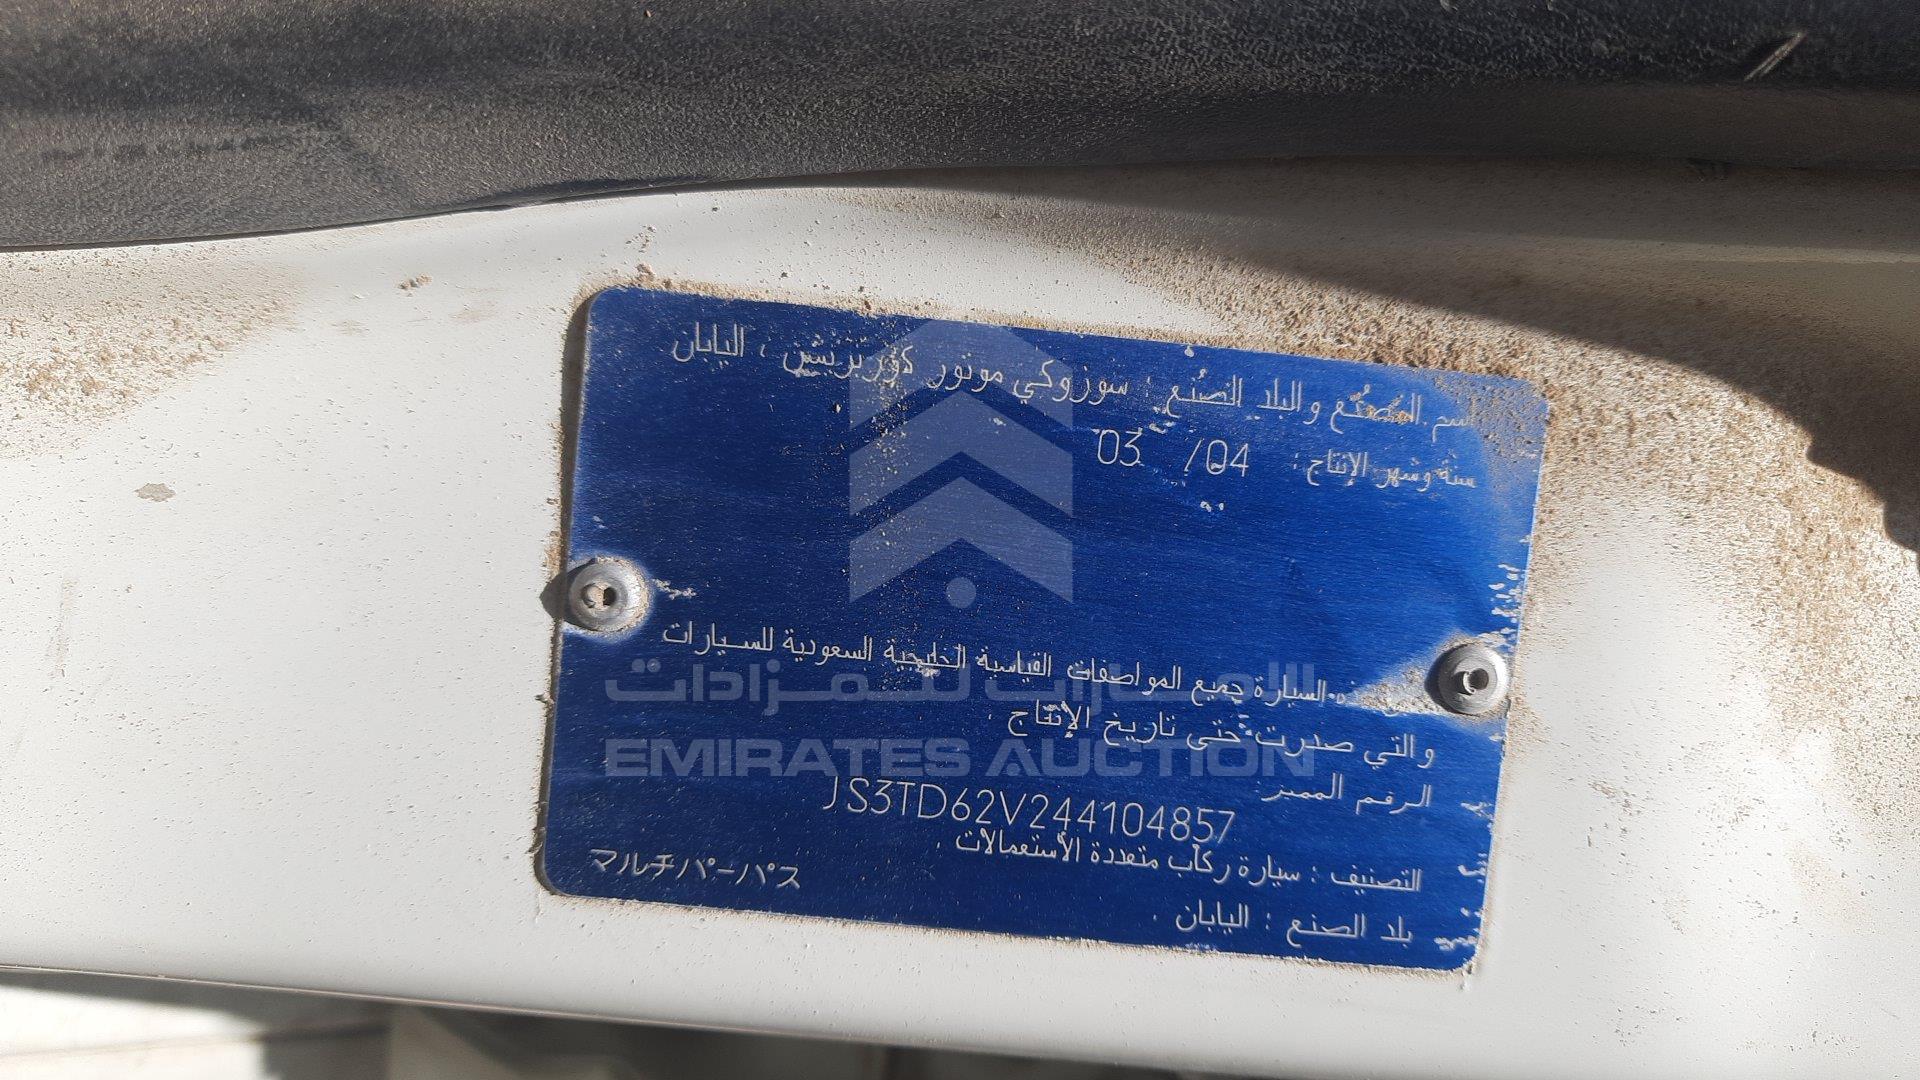 اسم المصنع والبلد الصنع : سوزوكي موتور كوربريشن ، اليابان
سنة وشهر الإنتاج : 03 /04
السيارة جميع المواصفات القياسية الخليجية السعودية للسيارات
والتي صدرت حتى تاريخ الإنتاج .
الرقم المميز
JS3TD62V244104857
التصنيف : سيارة ركاب متعددة الأستعمالات .
マルチパーパス
بلد الصنع : اليابان .
الإمارات للمزادات
EMIRATES AUCTION